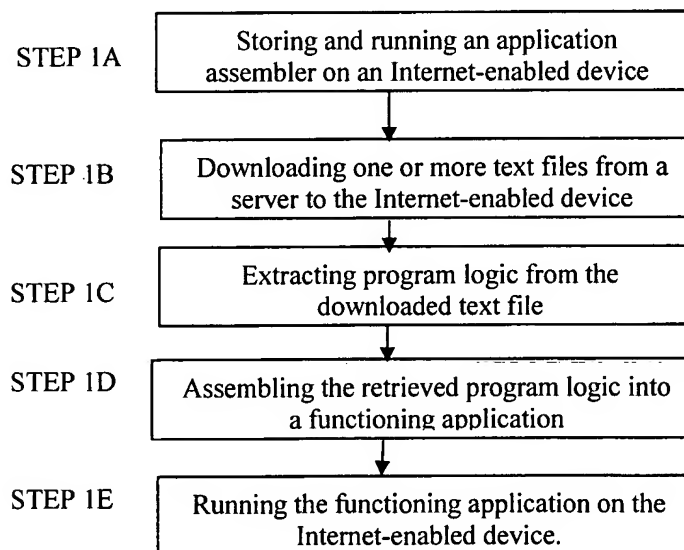 STEP 1A
Storing and running an application
assembler on an Internet-enabled device
STEP 1B
Downloading one or more text files from a
server to the Internet-enabled device
STEP 1C
Extracting program logic from the
downloaded text file
STEP 1D
Assembling the retrieved program logic into
a functioning application
STEP 1E
Running the functioning application on the
Internet-enabled device.